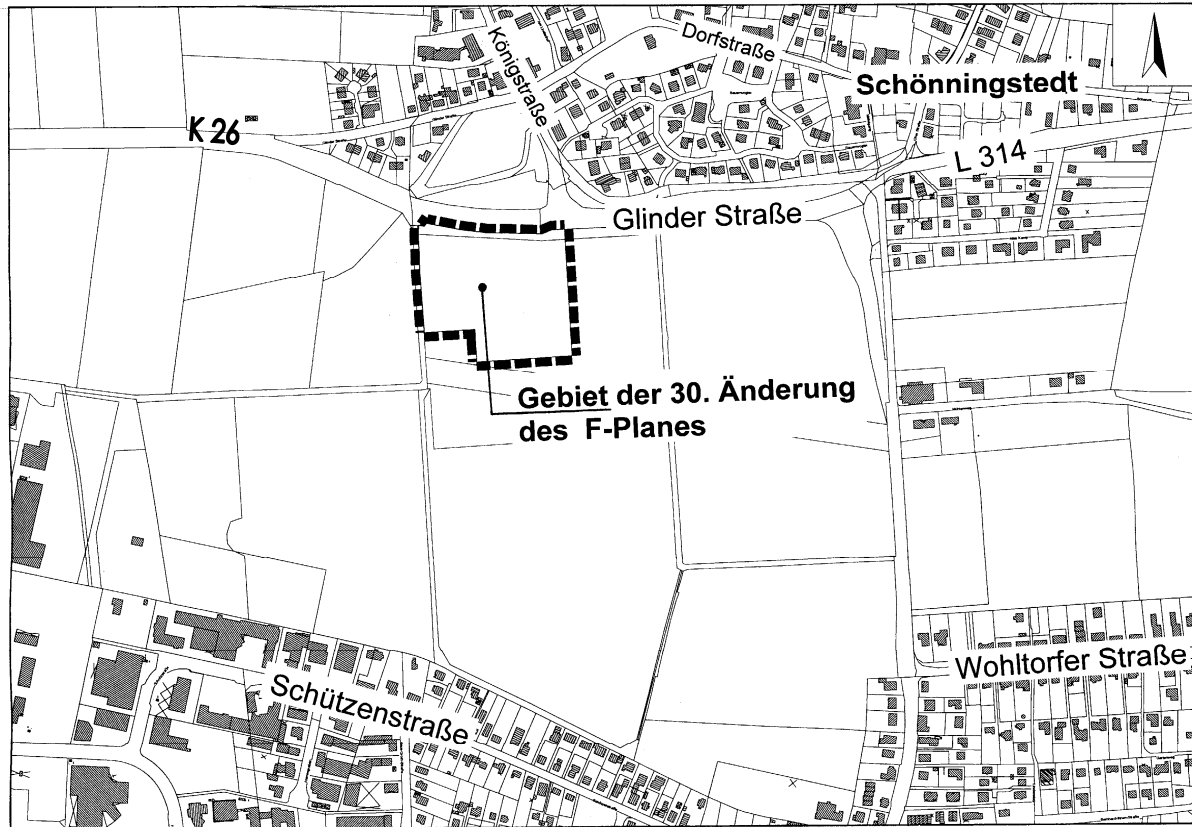 Königstraße
Dorfstraße
Schönningstedt
K 26
L 314
Glinder Straße
Gebiet der 30. Änderung
des F-Planes
Wohltorfer Straße
Schützenstraße